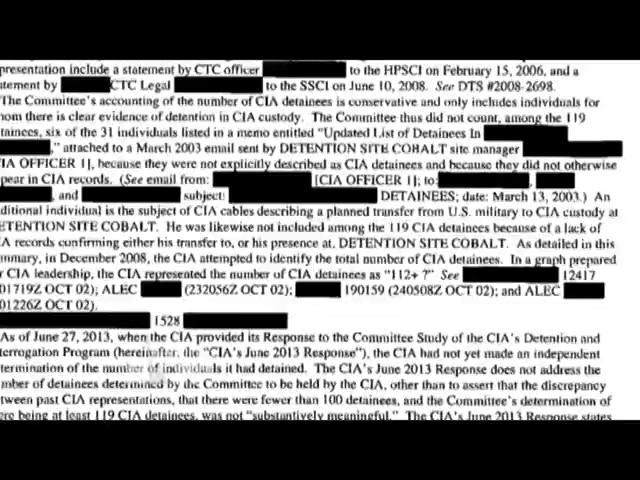 presentation include a statement by CTC officer to the HPSCI on February 15, 2006, and a
atement by CTC Legal to the SSCI on June 10, 2008. See DTS #2008-2698.
The Committee's accounting of the number of CIA detainees is conservative and only includes individuals for
hom there is clear evidence of detention in CIA custody. The Committee thus did not count, among the 119
tainees, six of the 31 individuals listed in a memo entitled "Updated List of Detainees In
," attached to a March 2003 email sent by DETENTION SITE COBALT site manager
IA OFFICER 1], because they were not explicitly described as CIA detainees and because they did not otherwise
pear in CIA records. (See email from: [CIA OFFICER 1]; to:
, and subject: DETAINEES; date: March 13, 2003.) An
ditional individual is the subject of CIA cables describing a planned transfer from U.S. military to CIA custody at
ETENTION SITE COBALT. He was likewise not included among the 119 CIA detainees because of a lack of
A records confirming either his transfer to, or his presence at, DETENTION SITE COBALT. As detailed in this
mmary, in December 2008, the CIA attempted to identify the total number of CIA detainees. In a graph prepared
r CIA leadership, the CIA represented the number of CIA detainees as "112+ ?" See 12417
01719Z OCT 02); ALEC (232056Z OCT 02); 190159 (240508Z OCT 02); and ALEC
01226Z OCT 02).
1528
As of June 27, 2013, when the CIA provided its Response to the Committee Study of the CIA's Detention and
terrogation Program (hereinafter, the "CIA's June 2013 Response"), the CIA had not yet made an independent
termination of the number of individuals it had detained. The CIA's June 2013 Response does not address the
mber of detainees determined by the Committee to be held by the CIA, other than to assert that the discrepancy
tween past CIA representations, that there were fewer than 100 detainees, and the Committee's determination of
ere being at least 119 CIA detainees, was not "substantively meaningful." The CIA's June 2013 Response states